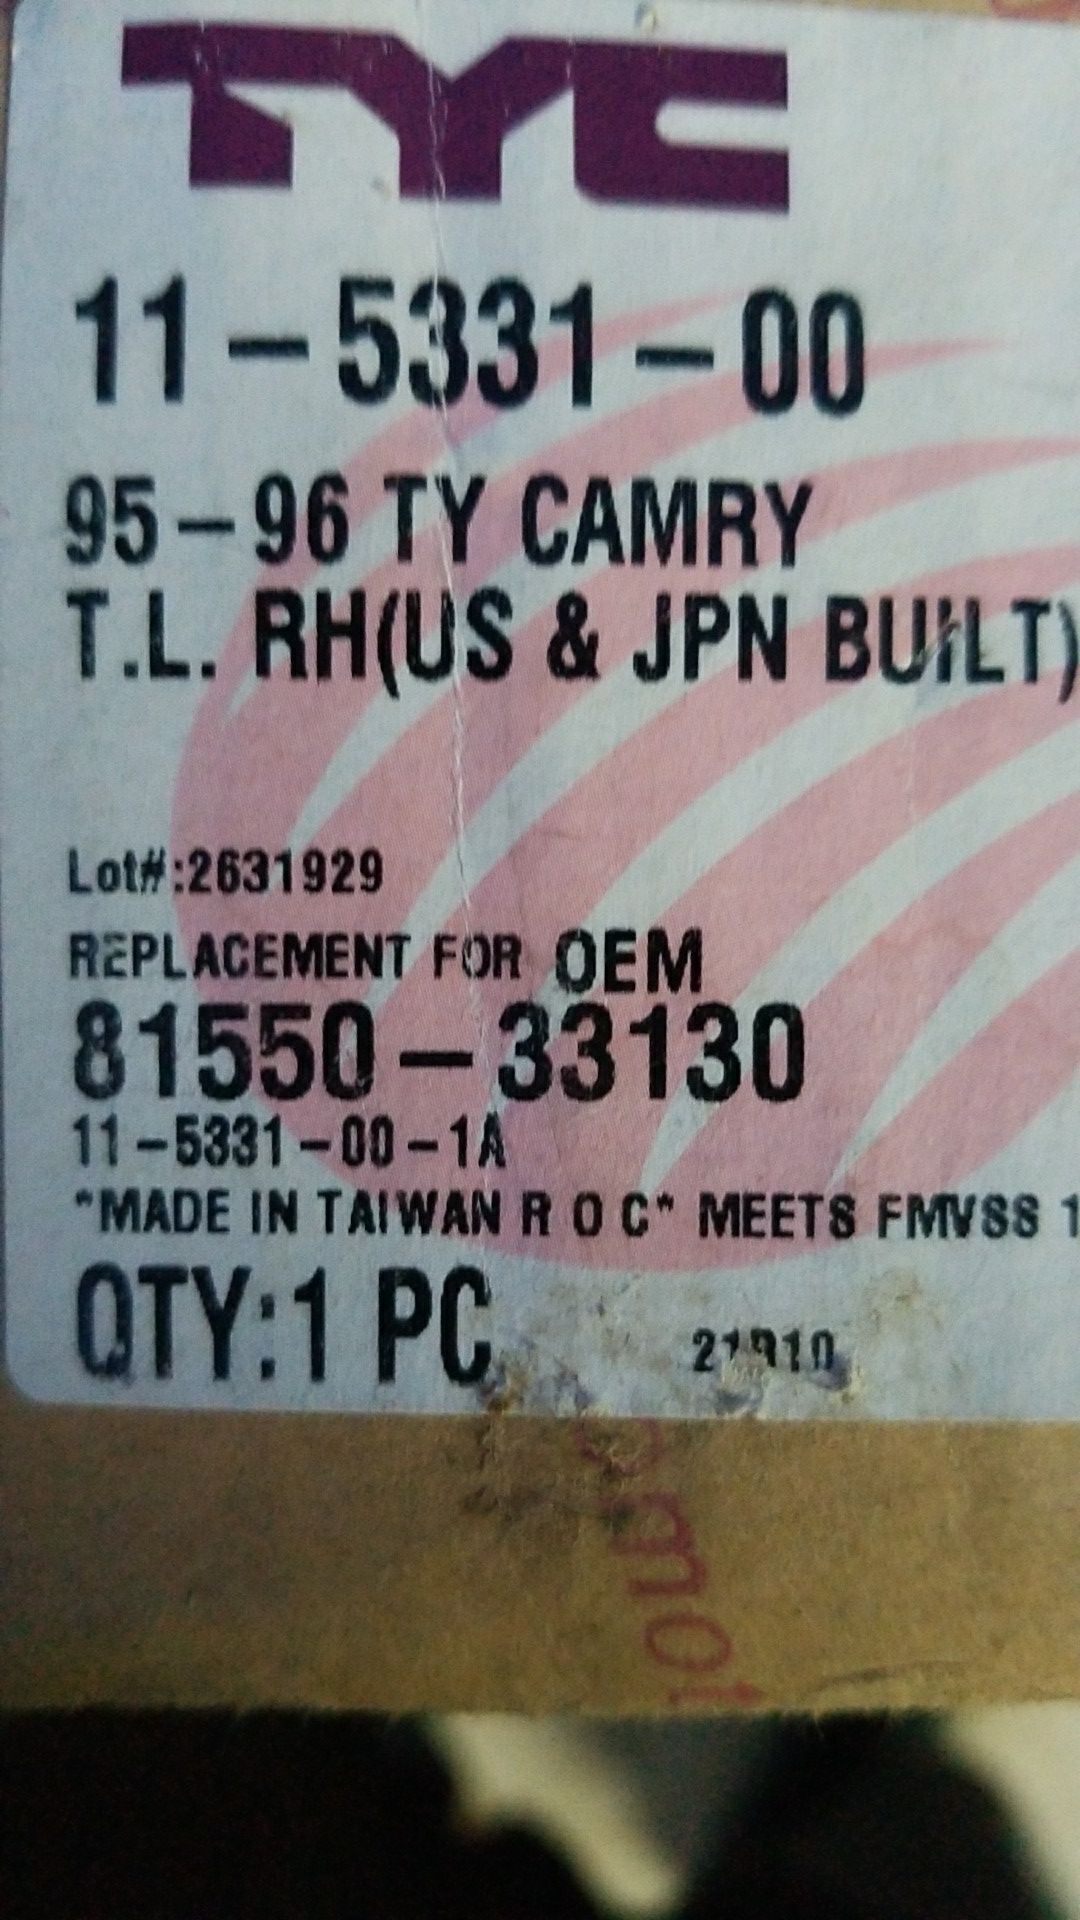 TYC
11-5331-00
95-96 TY CAMRY
T.L. RH(US & JPN BUILT)
Lot#:2631929
REPLACEMENT FOR OEM
81550-33130
11-5331-00-1A
"MADE IN TAIWAN R O C" MEETS FMVSS 1
QTY:1 PC